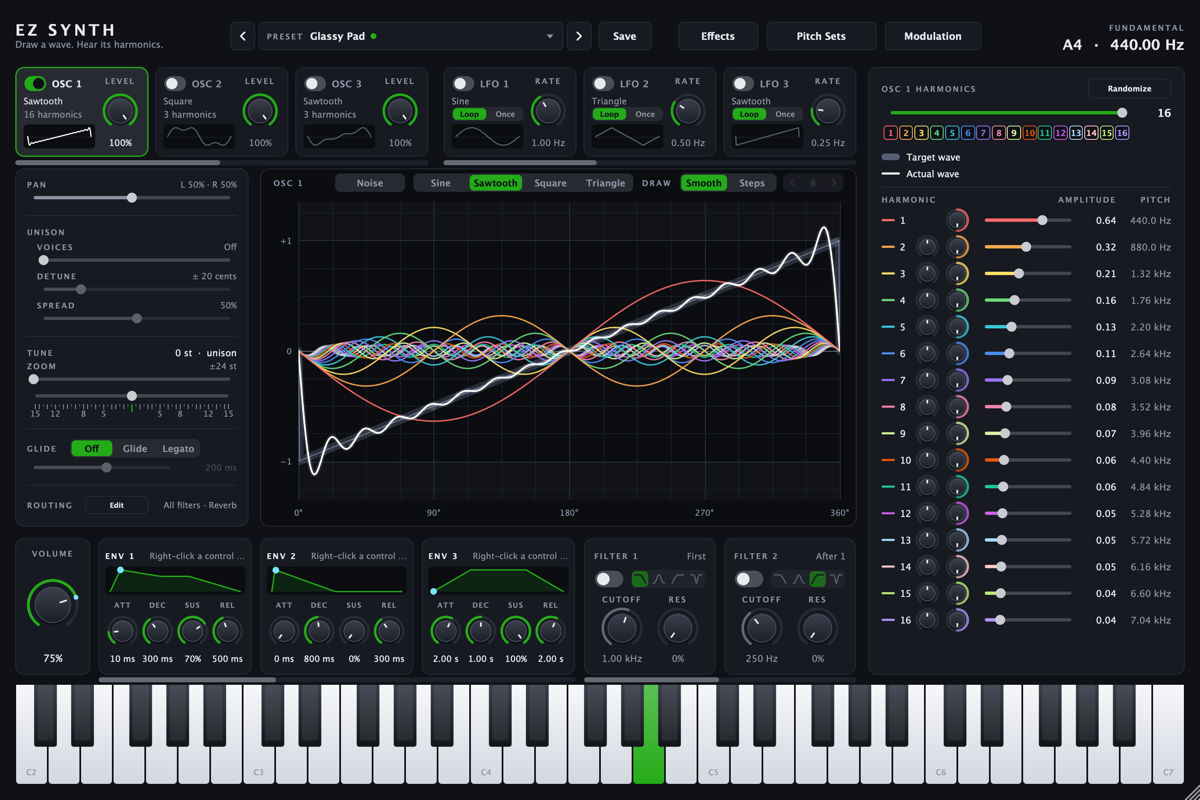 EZ SYNTH
Draw a wave. Hear its harmonics.
PRESET Glassy Pad
Save
Effects
Pitch Sets
Modulation
FUNDAMENTAL
A4 · 440.00 Hz
OSC 1 LEVEL
Sawtooth
16 harmonics
100%
OSC 2 LEVEL
Square
3 harmonics
100%
OSC 3 LEVEL
Sawtooth
3 harmonics
100%
LFO 1 RATE
Sine
Loop Once
1.00 Hz
LFO 2 RATE
Triangle
Loop Once
0.50 Hz
LFO 3 RATE
Sawtooth
Loop Once
0.25 Hz
OSC 1 HARMONICS
Randomize
16
1 2 3 4 5 6 7 8 9 10 11 12 13 14 15 16
Target wave
Actual wave
HARMONIC AMPLITUDE PITCH
1 0.64 440.0 Hz
2 0.32 880.0 Hz
3 0.21 1.32 kHz
4 0.16 1.76 kHz
5 0.13 2.20 kHz
6 0.11 2.64 kHz
7 0.09 3.08 kHz
8 0.08 3.52 kHz
9 0.07 3.96 kHz
10 0.06 4.40 kHz
11 0.06 4.84 kHz
12 0.05 5.28 kHz
13 0.05 5.72 kHz
14 0.05 6.16 kHz
15 0.04 6.60 kHz
16 0.04 7.04 kHz
PAN L 50% · R 50%
UNISON
VOICES Off
DETUNE ± 20 cents
SPREAD 50%
TUNE 0 st · unison
ZOOM ±24 st
15 12 8 5 5 8 12 15
GLIDE Off Glide Legato
200 ms
ROUTING Edit All filters · Reverb
OSC 1 Noise Sine Sawtooth Square Triangle DRAW Smooth Steps 8
+1
0
−1
0° 90° 180° 270° 360°
VOLUME
75%
ENV 1 Right-click a control ...
ATT DEC SUS REL
10 ms 300 ms 70% 500 ms
ENV 2 Right-click a control ...
ATT DEC SUS REL
0 ms 800 ms 0% 300 ms
ENV 3 Right-click a control ...
ATT DEC SUS REL
2.00 s 1.00 s 100% 2.00 s
FILTER 1 First
CUTOFF RES
1.00 kHz 0%
FILTER 2 After 1
CUTOFF RES
250 Hz 0%
C2 C3 C4 C5 C6 C7